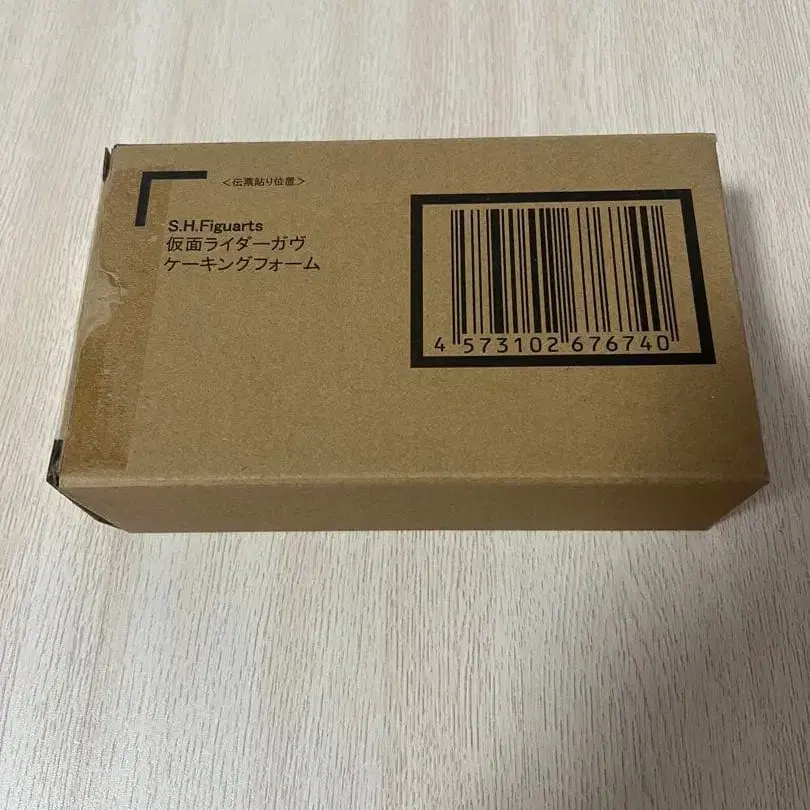 <伝票貼り位置>
S.H.Figuarts
仮面ライダーガヴ
ケーキングフォーム
4 573102 676740